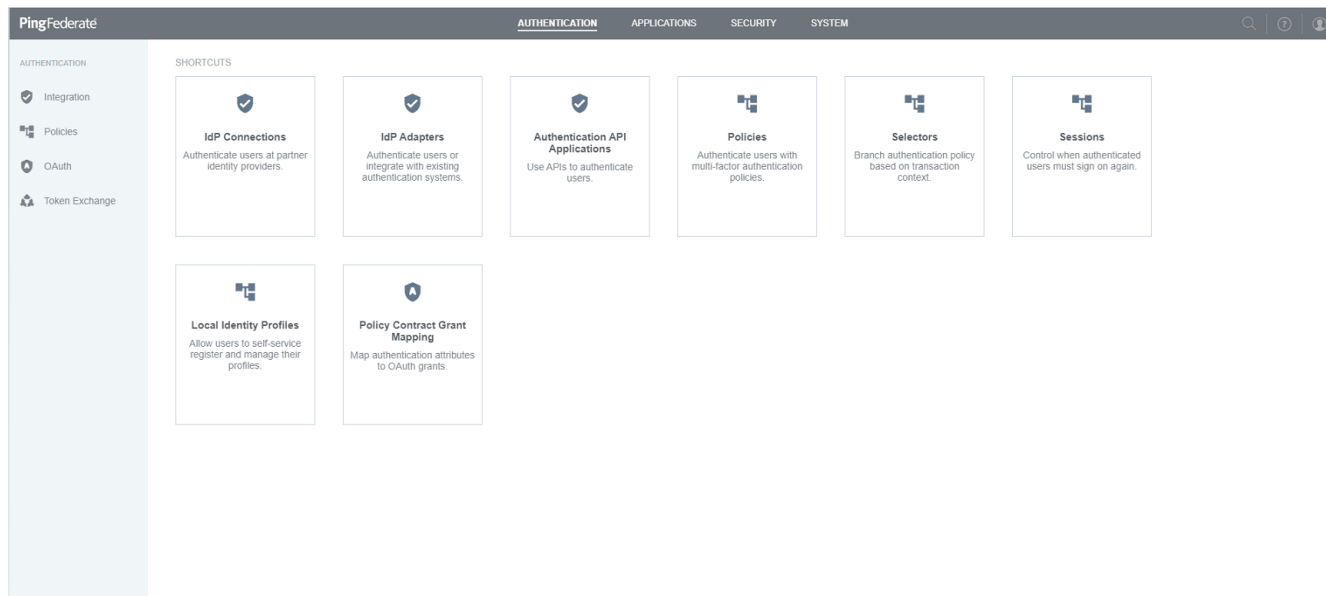 PingFederate
AUTHENTICATION APPLICATIONS SECURITY SYSTEM
AUTHENTICATION
Integration
Policies
OAuth
Token Exchange
SHORTCUTS
IdP Connections
Authenticate users at partner
identity providers.
IdP Adapters
Authenticate users or
integrate with existing
authentication systems.
Authentication API
Applications
Use APIs to authenticate
users.
Policies
Authenticate users with
multi-factor authentication
policies.
Selectors
Branch authentication policy
based on transaction
context.
Sessions
Control when authenticated
users must sign on again.
Local Identity Profiles
Allow users to self-service
register and manage their
profiles.
Policy Contract Grant
Mapping
Map authentication attributes
to OAuth grants.